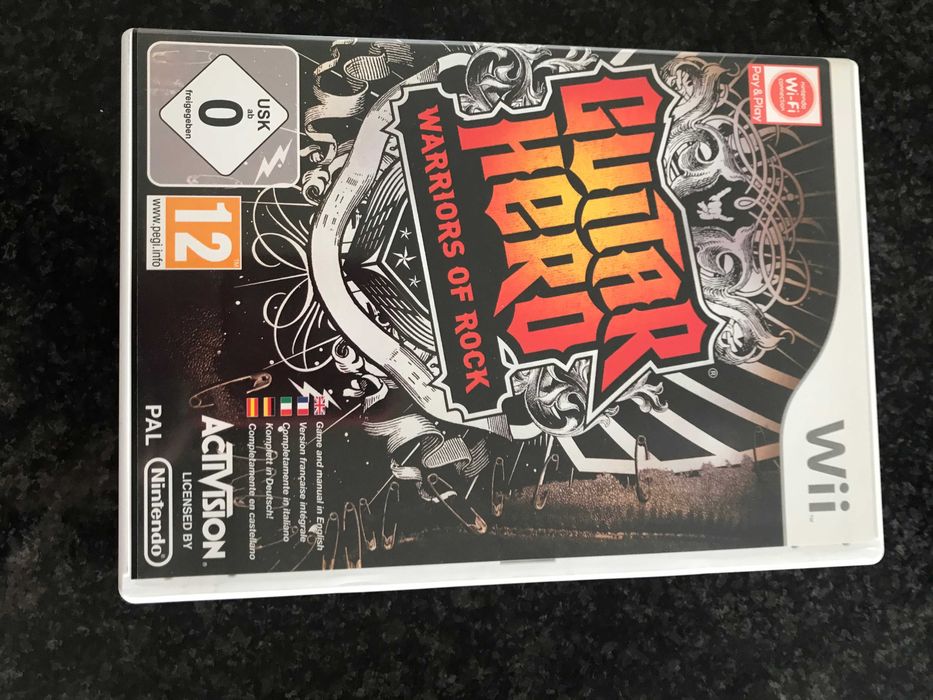 Wii™
Nintendo
Wi-Fi
connection
Pay & Play
GUITAR
HERO®
WARRIORS OF ROCK
USK
ab
0
freigegeben
12™
www.pegi.info
Game and manual in English
Version française intégrale
Completamente in italiano
Komplett in Deutsch!
Completamente en castellano
ACTIVISION®
LICENSED BY
PAL
Nintendo®